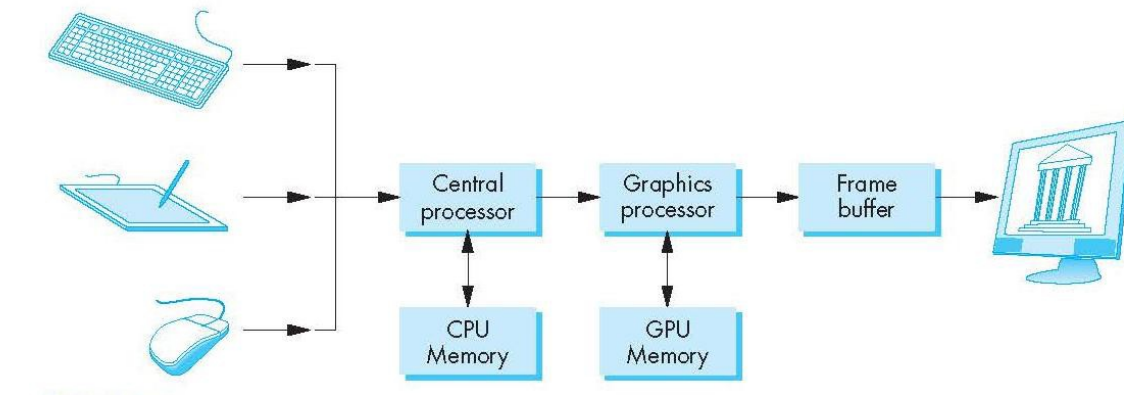 Central
processor
Graphics
processor
Frame
buffer
CPU
Memory
GPU
Memory